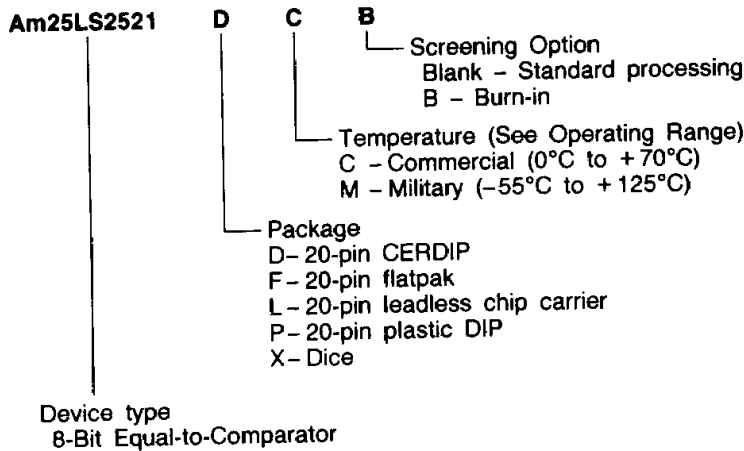 Am25LS2521 D C B
Screening Option
Blank – Standard processing
B – Burn-in
Temperature (See Operating Range)
C – Commercial (0°C to +70°C)
M – Military (–55°C to +125°C)
Package
D– 20-pin CERDIP
F– 20-pin flatpak
L – 20-pin leadless chip carrier
P– 20-pin plastic DIP
X– Dice
Device type
8-Bit Equal-to-Comparator